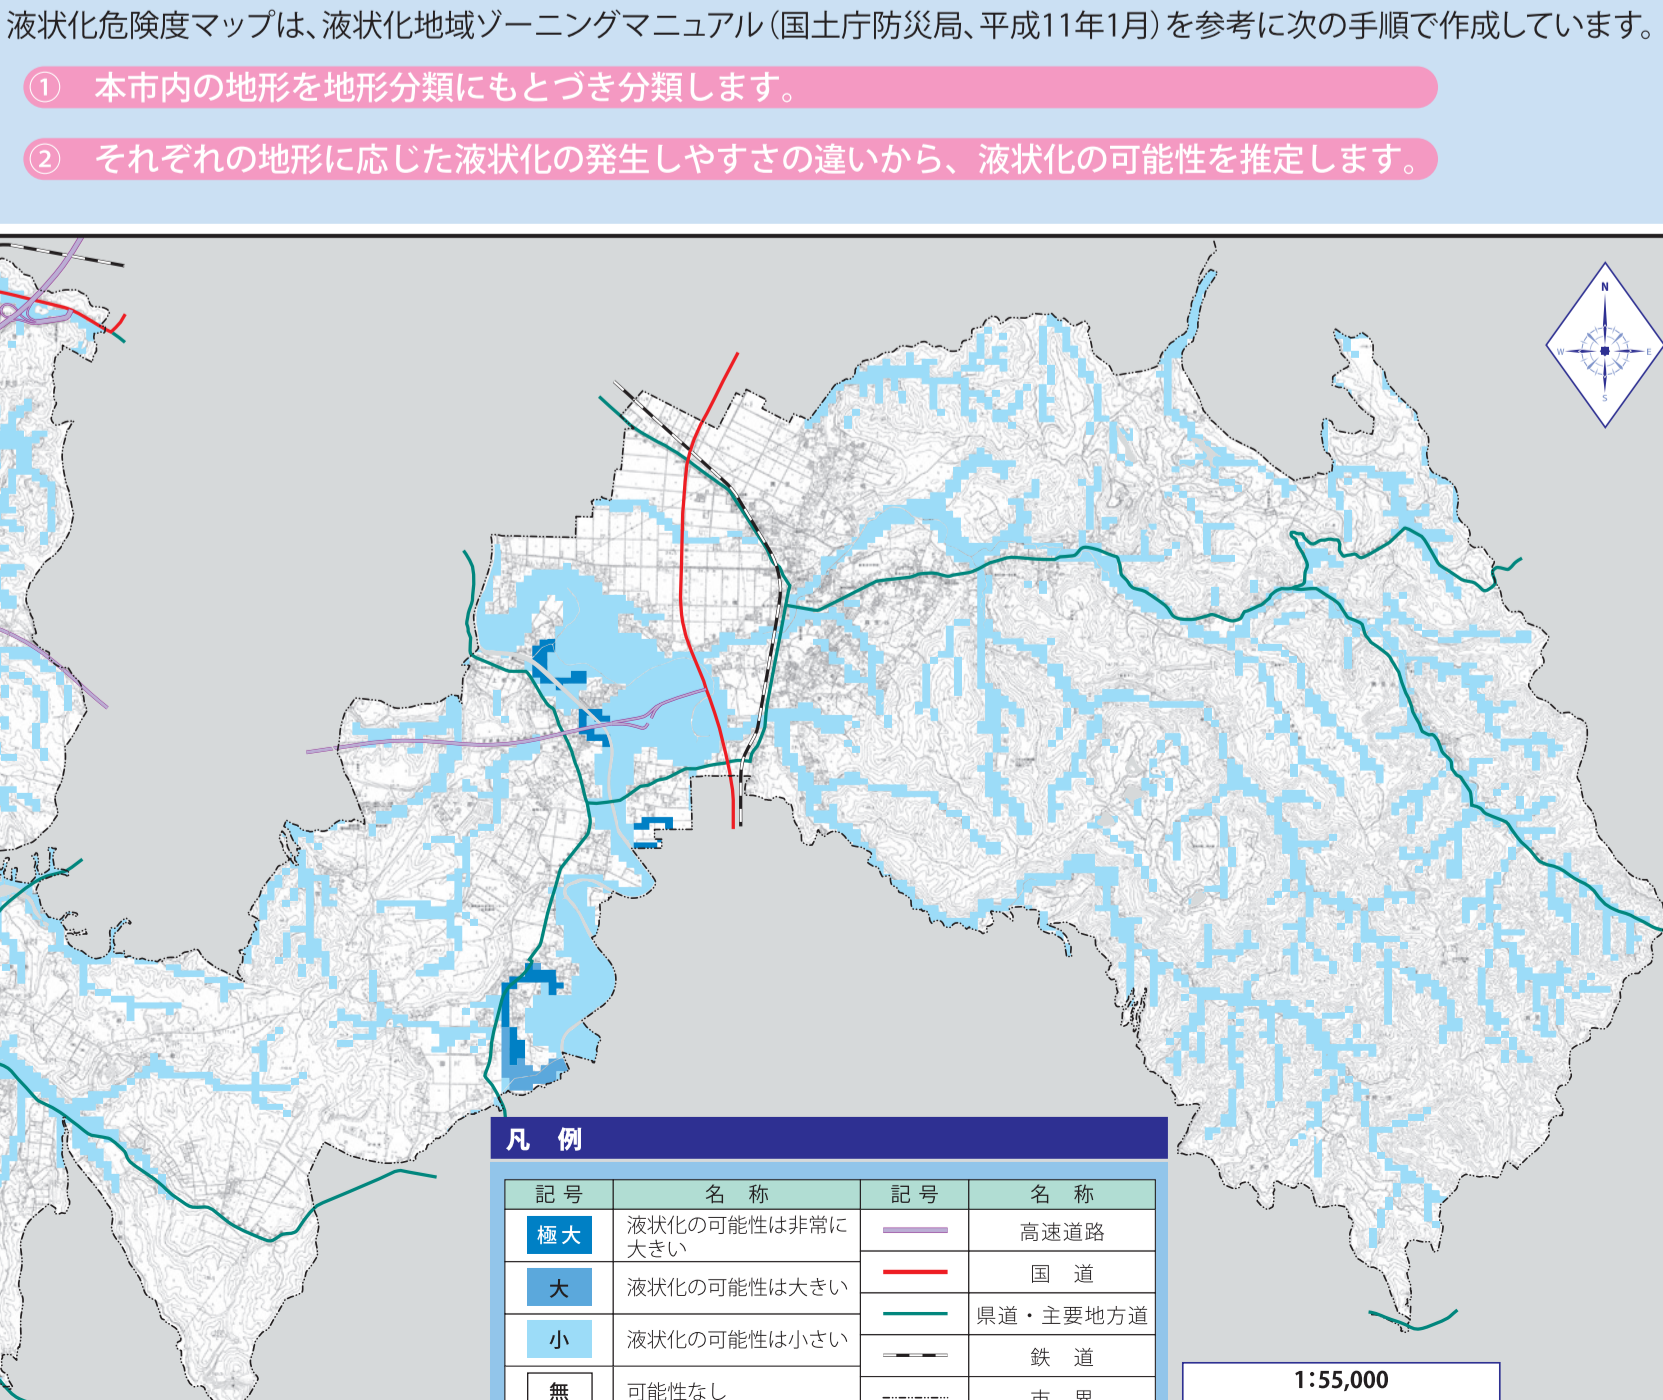 液状化危険度マップは、液状化地域ゾーニングマニュアル（国土庁防災局、平成11年1月）を参考に次の手順で作成しています。
① 本市内の地形を地形分類にもとづき分類します。
② それぞれの地形に応じた液状化の発生しやすさの違いから、液状化の可能性を推定します。
N
W E
S
凡 例
記 号 名 称 記 号 名 称
極大 液状化の可能性は非常に
大きい
高速道路
大 液状化の可能性は大きい
国 道
小 液状化の可能性は小さい
県道・主要地方道
鉄 道
無 可能性なし
市 界
1:55,000